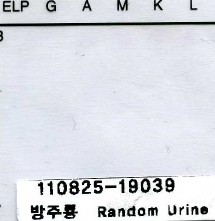 ELP G A M K L
110825-19039
방주룡 Random Urine